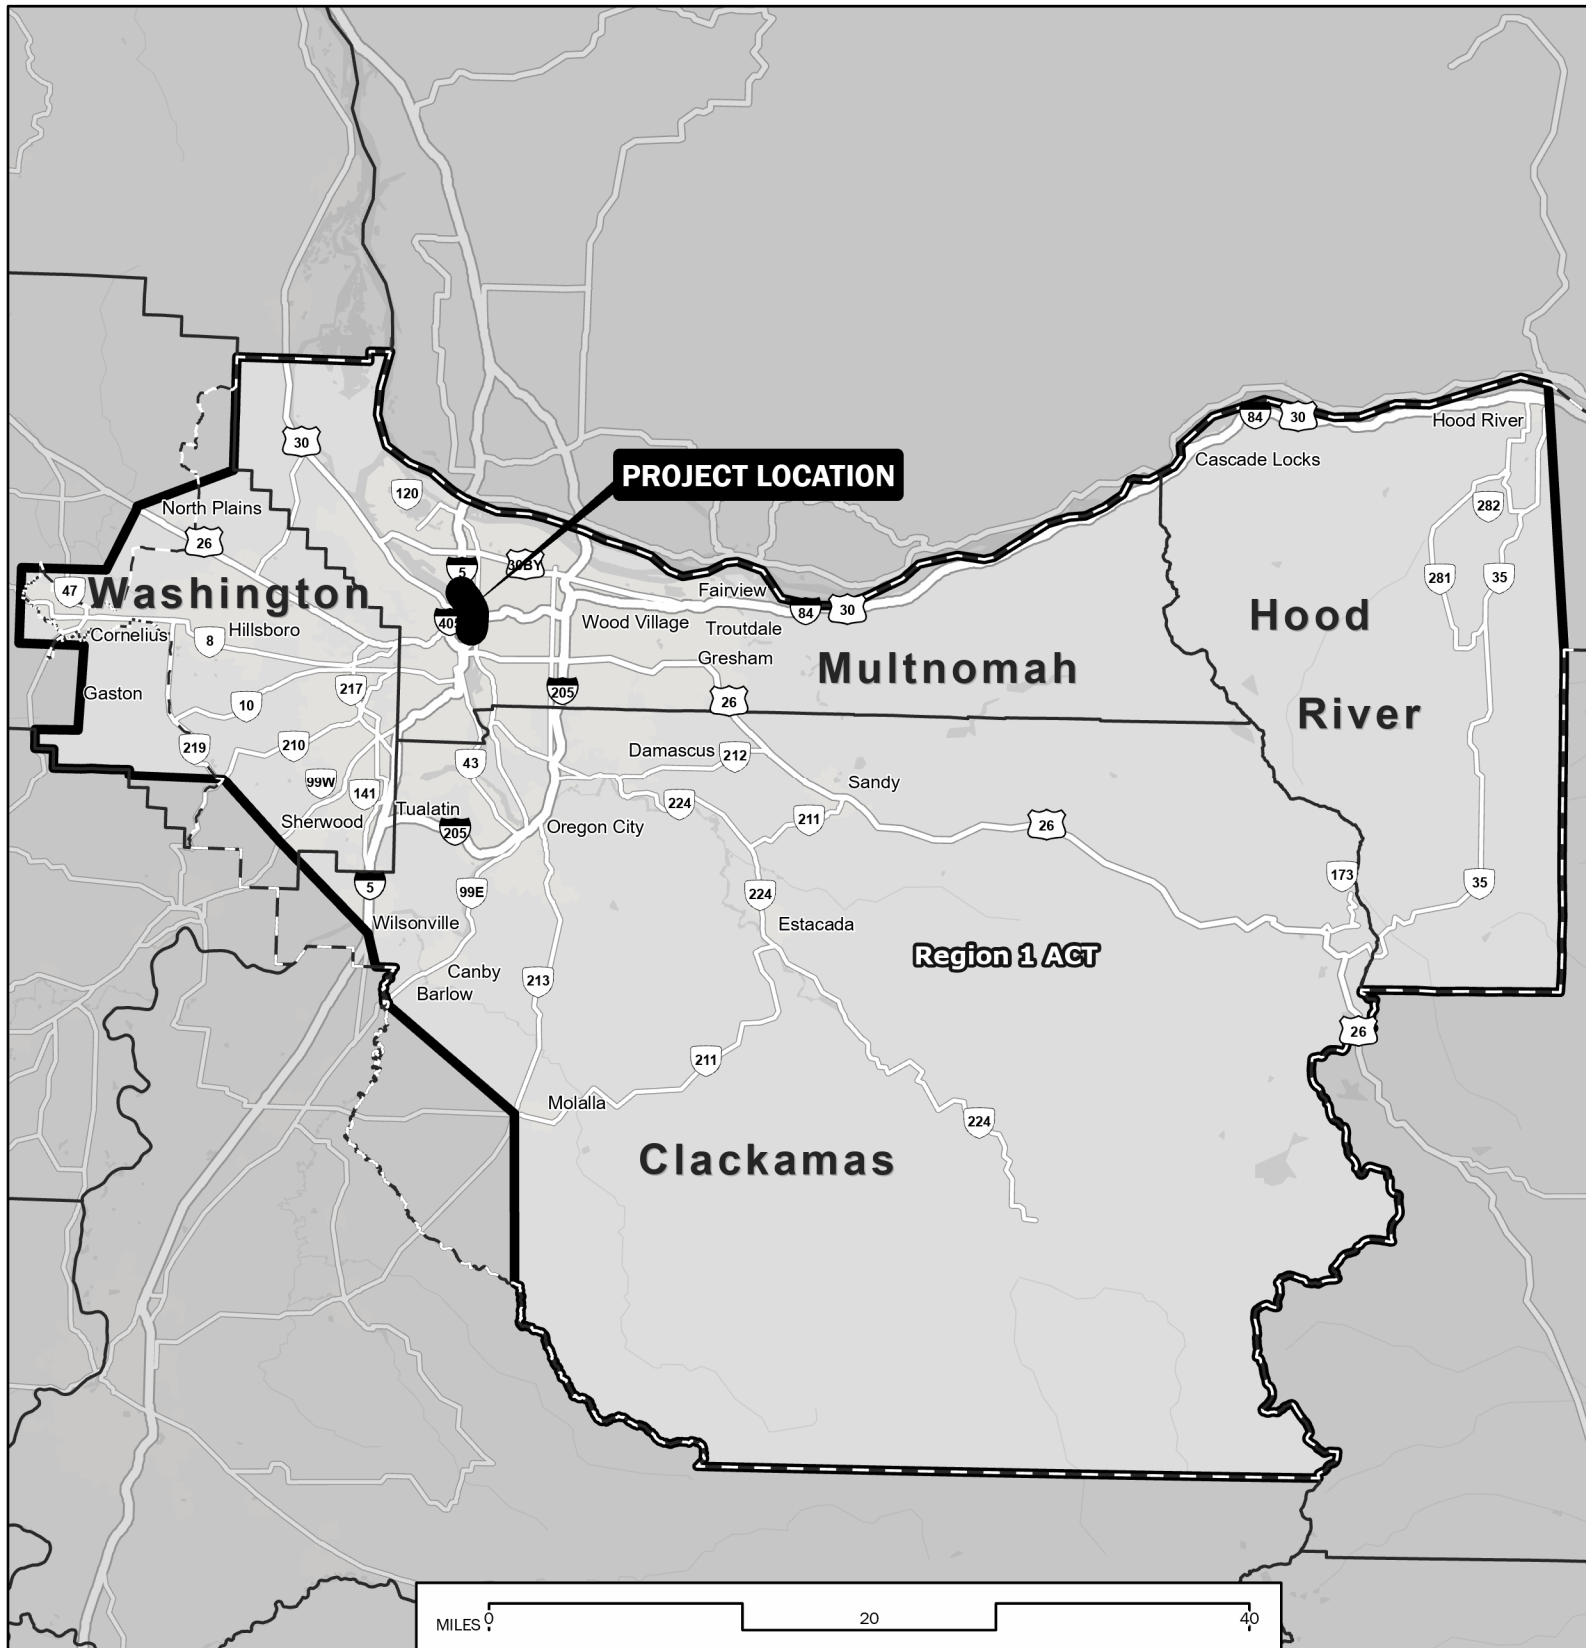 84
30
Hood River
30
Cascade Locks
PROJECT LOCATION
120
282
North Plains
26
5
30BY
281
35
47
Washington
Fairview
84
30
Hood
River
405
Wood Village
Troutdale
Cornelius
8
Hillsboro
Gresham
Multnomah
Gaston
217
205
26
10
219
210
Damascus
212
43
99W
141
Sandy
Tualatin
224
211
26
Sherwood
205
Oregon City
5
99E
224
173
35
Wilsonville
Estacada
Region 1 ACT
Canby
Barlow
213
26
211
Molalla
224
Clackamas
MILES 0 20 40